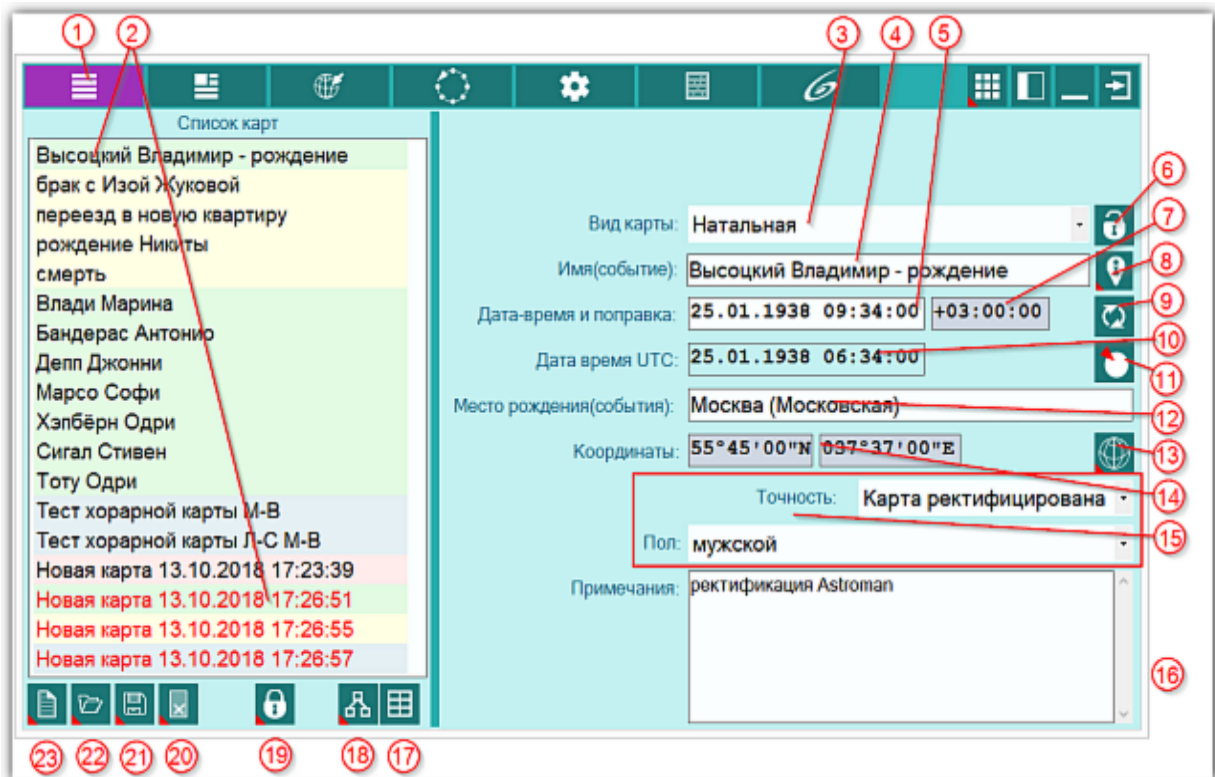 1 2 3 4 5
Список карт
Высоцкий Владимир - рождение
брак с Изой Жуковой
переезд в новую квартиру
рождение Никиты
смерть
Влади Марина
Бандерас Антонио
Депп Джонни
Марсо Софи
Хэпбёрн Одри
Сигал Стивен
Тоту Одри
Тест хорарной карты М-В
Тест хорарной карты Л-С М-В
Новая карта 13.10.2018 17:23:39
Новая карта 13.10.2018 17:26:51
Новая карта 13.10.2018 17:26:55
Новая карта 13.10.2018 17:26:57
Вид карты: Натальная
Имя(событие): Высоцкий Владимир - рождение
Дата-время и поправка: 25.01.1938 09:34:00 +03:00:00
Дата время UTC: 25.01.1938 06:34:00
Место рождения(события): Москва (Московская)
Координаты: 55°45'00"N 037°37'00"E
Точность: Карта ректифицирована
Пол: мужской
Примечания: ректификация Astroman
6
7
8
9
10
11
12
13
14
15
16
23 22 21 20 19 18 17